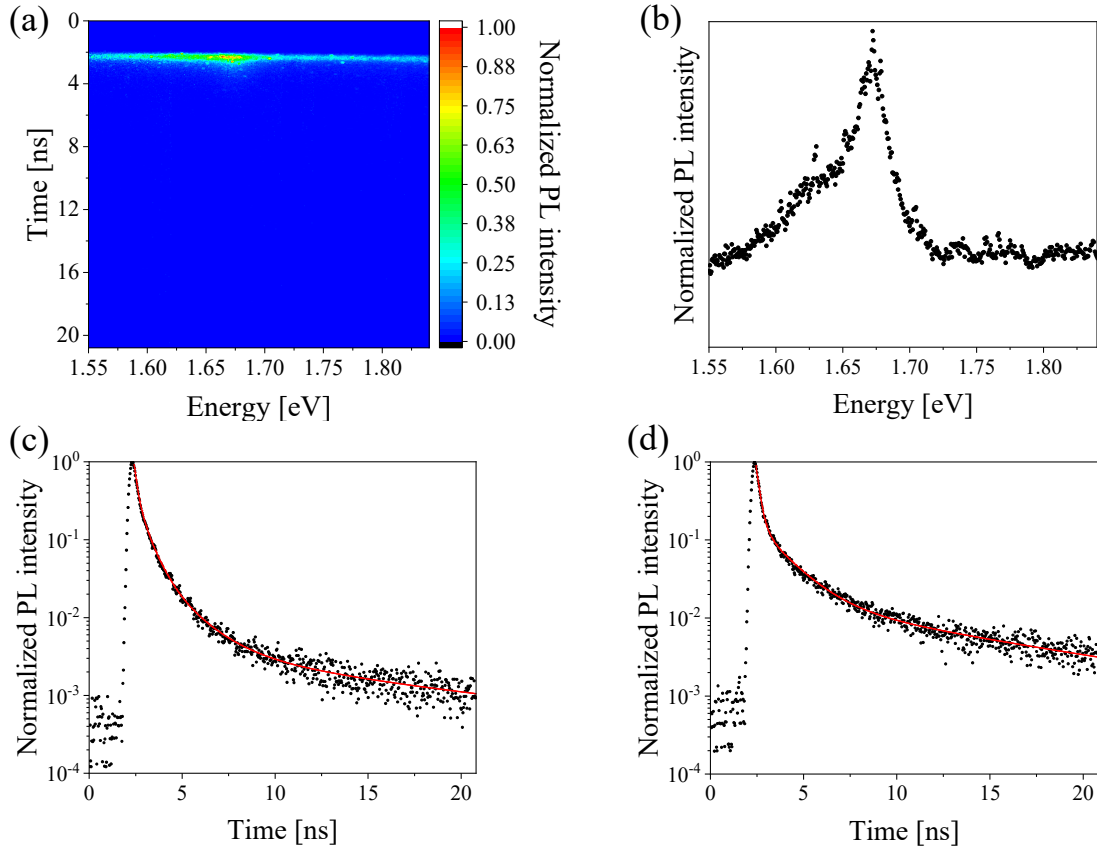 (a)
0
4
8
12
16
20
Time [ns]
1.55 1.60 1.65 1.70 1.75 1.80
Energy [eV]
1.00
0.88
0.75
0.63
0.50
0.38
0.25
0.13
0.00
Normalized PL intensity
(b)
Normalized PL intensity
1.55 1.60 1.65 1.70 1.75 1.80
Energy [eV]
(c)
Normalized PL intensity
10^0
10^-1
10^-2
10^-3
10^-4
0 5 10 15 20
Time [ns]
(d)
Normalized PL intensity
10^0
10^-1
10^-2
10^-3
10^-4
0 5 10 15 20
Time [ns]